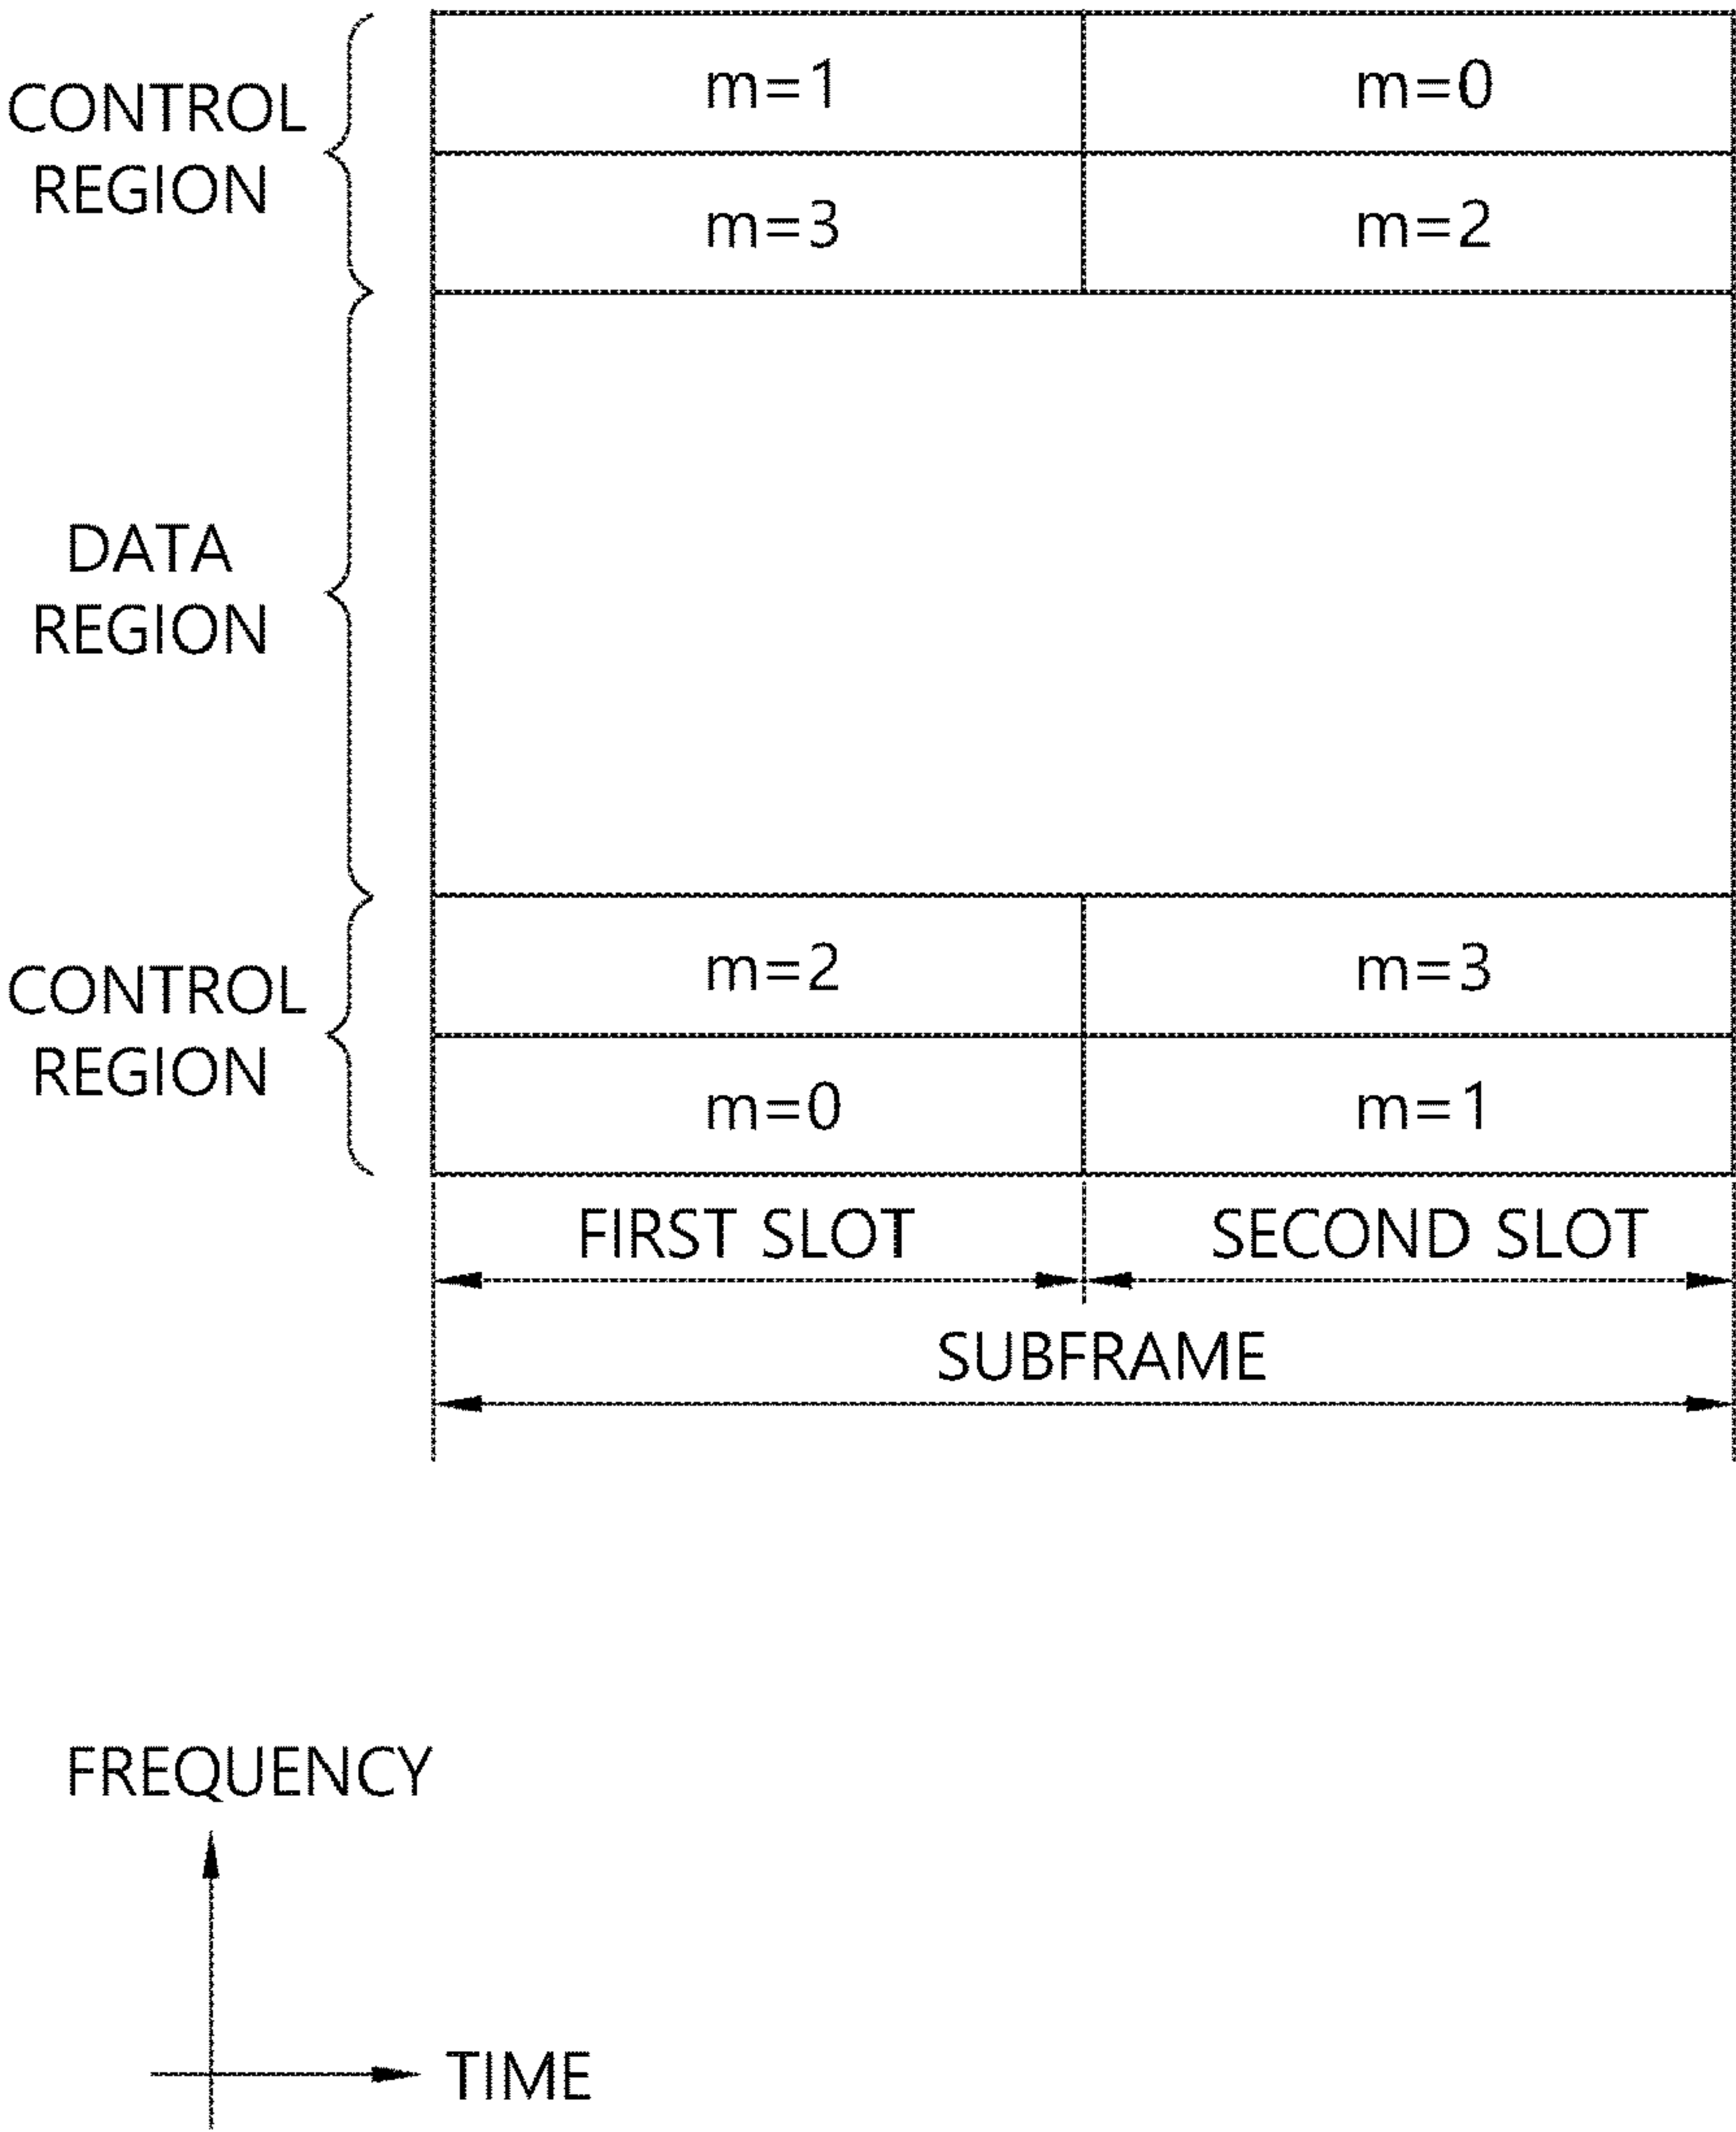 CONTROL
REGION
m=1 m=0
m=3 m=2
DATA
REGION
CONTROL
REGION
m=2 m=3
m=0 m=1
FIRST SLOT SECOND SLOT
SUBFRAME
FREQUENCY
TIME